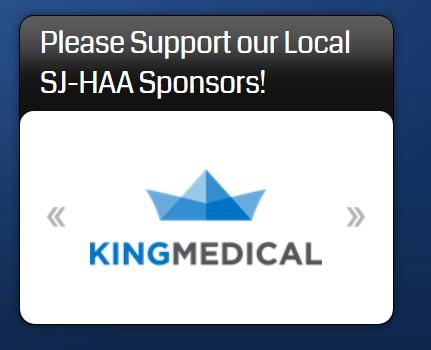 Please Support our Local
SJ-HAA Sponsors!
« »
KINGMEDICAL